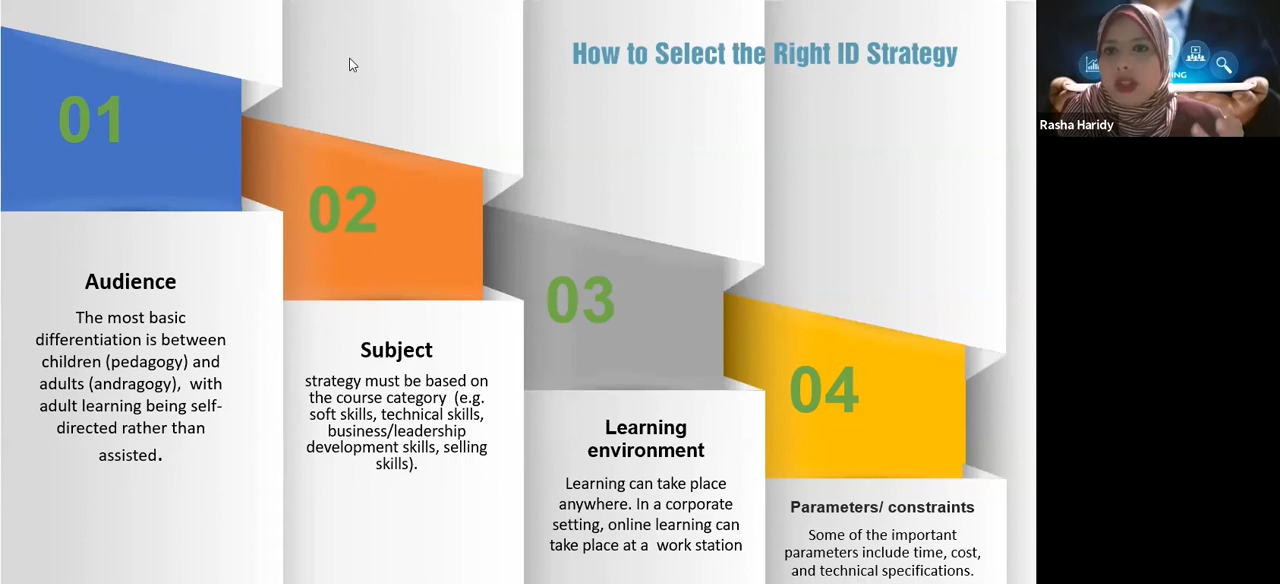 How to Select the Right ID Strategy
01
Audience
The most basic
differentiation is between
children (pedagogy) and
adults (andragogy),  with
adult learning being self-
directed rather than
assisted.
02
Subject
strategy must be based on
the course category  (e.g.
soft skills, technical skills,
business/leadership
development skills, selling
skills).
03
Learning
environment
Learning can take place
anywhere. In a corporate
setting, online learning can
take place at a  work station
04
Parameters/ constraints
Some of the important
parameters include time, cost,
and technical specifications.
Rasha Haridy